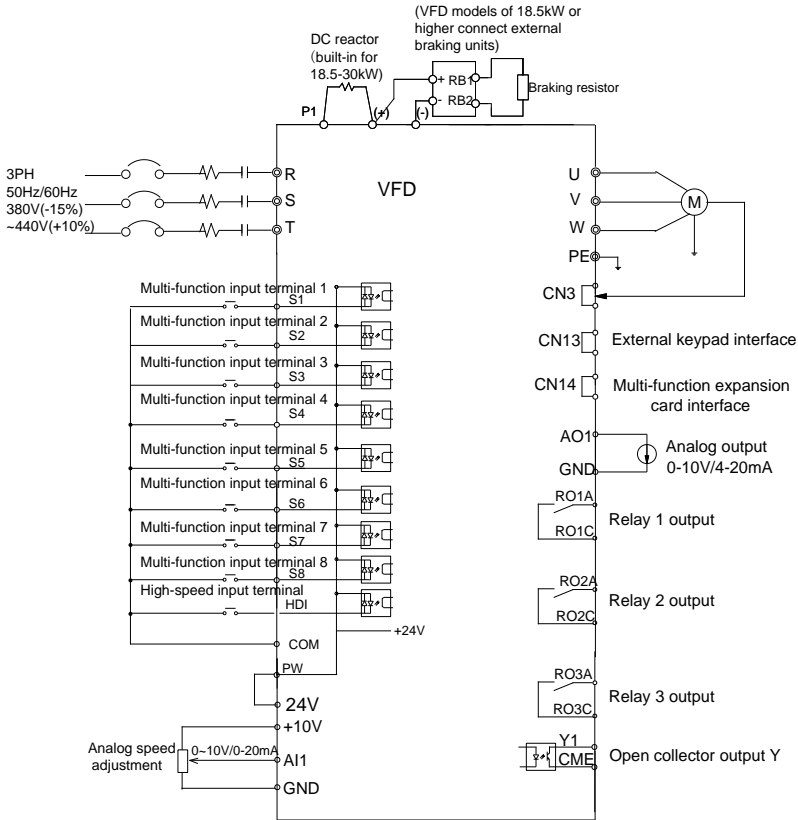 (VFD models of 18.5kW or
higher connect external
braking units)
DC reactor
(built-in for
18.5-30kW)
+ RB1
- RB2
Braking resistor
P1
(+)
(-)
3PH
50Hz/60Hz
380V(-15%)
~440V(+10%)
R
S
T
VFD
U
V
W
M
PE
CN3
CN13
External keypad interface
CN14
Multi-function expansion
card interface
AO1
GND
Analog output
0-10V/4-20mA
RO1A
RO1C
Relay 1 output
RO2A
RO2C
Relay 2 output
RO3A
RO3C
Relay 3 output
Y1
CME
Open collector output Y
Multi-function input terminal 1
S1
Multi-function input terminal 2
S2
Multi-function input terminal 3
S3
Multi-function input terminal 4
S4
Multi-function input terminal 5
S5
Multi-function input terminal 6
S6
Multi-function input terminal 7
S7
Multi-function input terminal 8
S8
High-speed input terminal
HDI
+24V
COM
PW
24V
+10V
Analog speed
adjustment
0~10V/0-20mA
AI1
GND